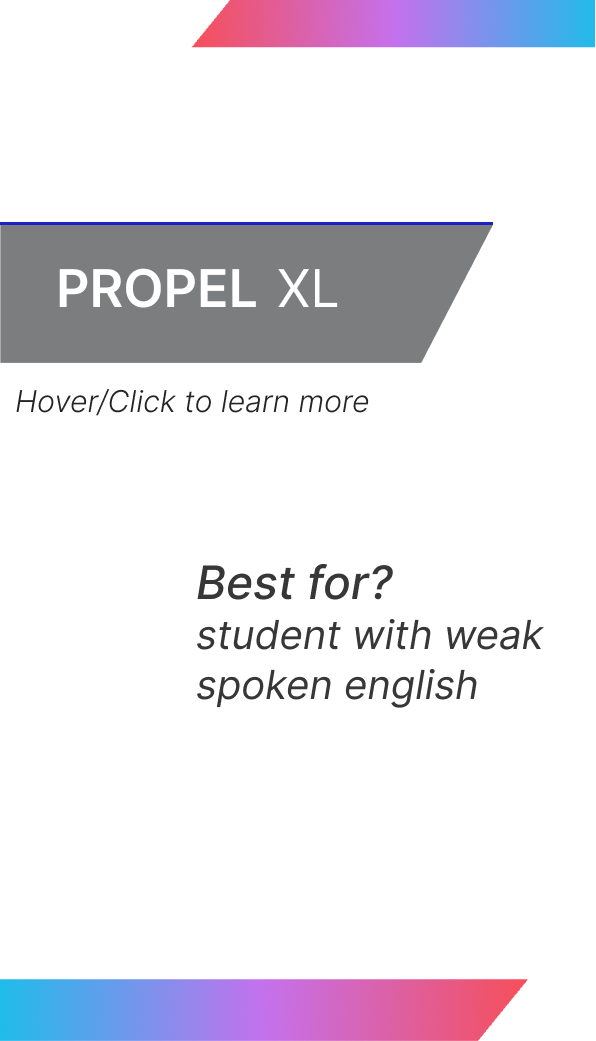 PROPEL XL
Hover/Click to learn more
Best for?
student with weak
spoken english